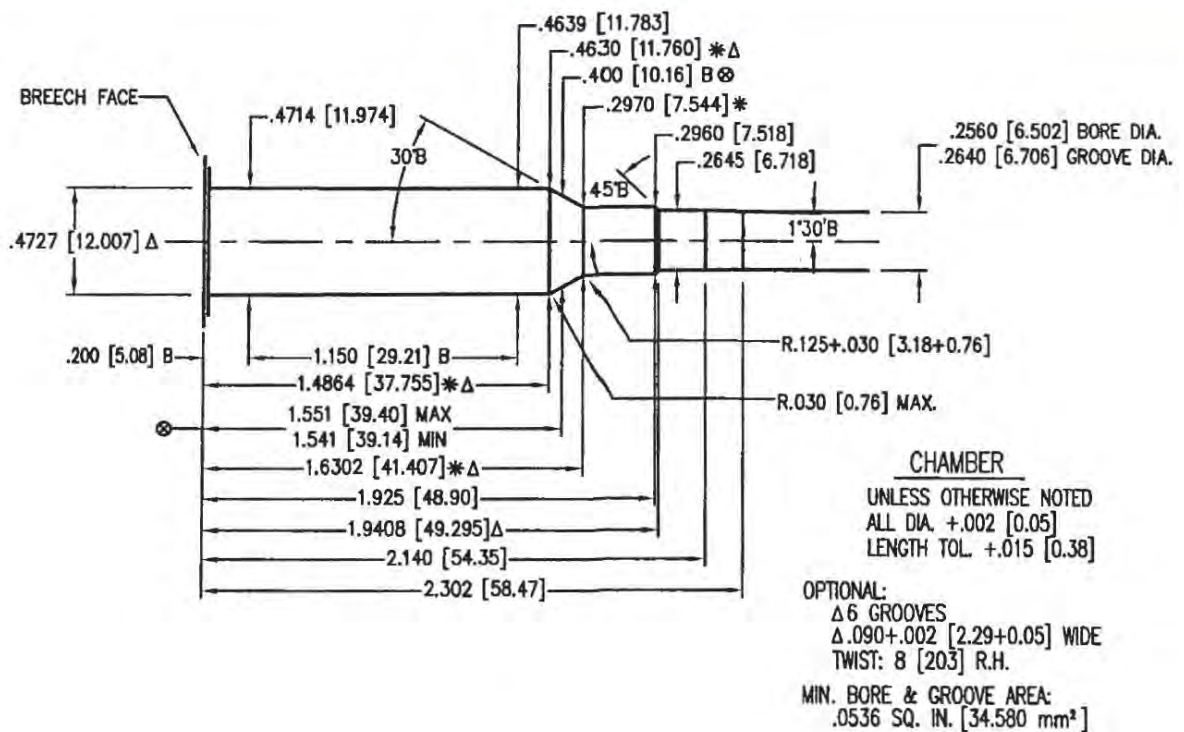 .4639 [11.783]
.4630 [11.760] *Δ
.400 [10.16] B ⊗
.2970 [7.544] *
BREECH FACE
.4714 [11.974]
30°B
.2960 [7.518]
.2645 [6.718]
.2560 [6.502] BORE DIA.
.2640 [6.706] GROOVE DIA.
45°B
1°30'B
.4727 [12.007] Δ
.200 [5.08] B
1.150 [29.21] B
R.125+.030 [3.18+0.76]
1.4864 [37.755] *Δ
R.030 [0.76] MAX.
⊗
1.551 [39.40] MAX
1.541 [39.14] MIN
1.6302 [41.407] *Δ
1.925 [48.90]
1.9408 [49.295] Δ
2.140 [54.35]
2.302 [58.47]
CHAMBER
UNLESS OTHERWISE NOTED
ALL DIA. +.002 [0.05]
LENGTH TOL. +.015 [0.38]
OPTIONAL:
Δ 6 GROOVES
Δ .090+.002 [2.29+0.05] WIDE
TWIST: 8 [203] R.H.
MIN. BORE & GROOVE AREA:
.0536 SQ. IN. [34.580 mm²]